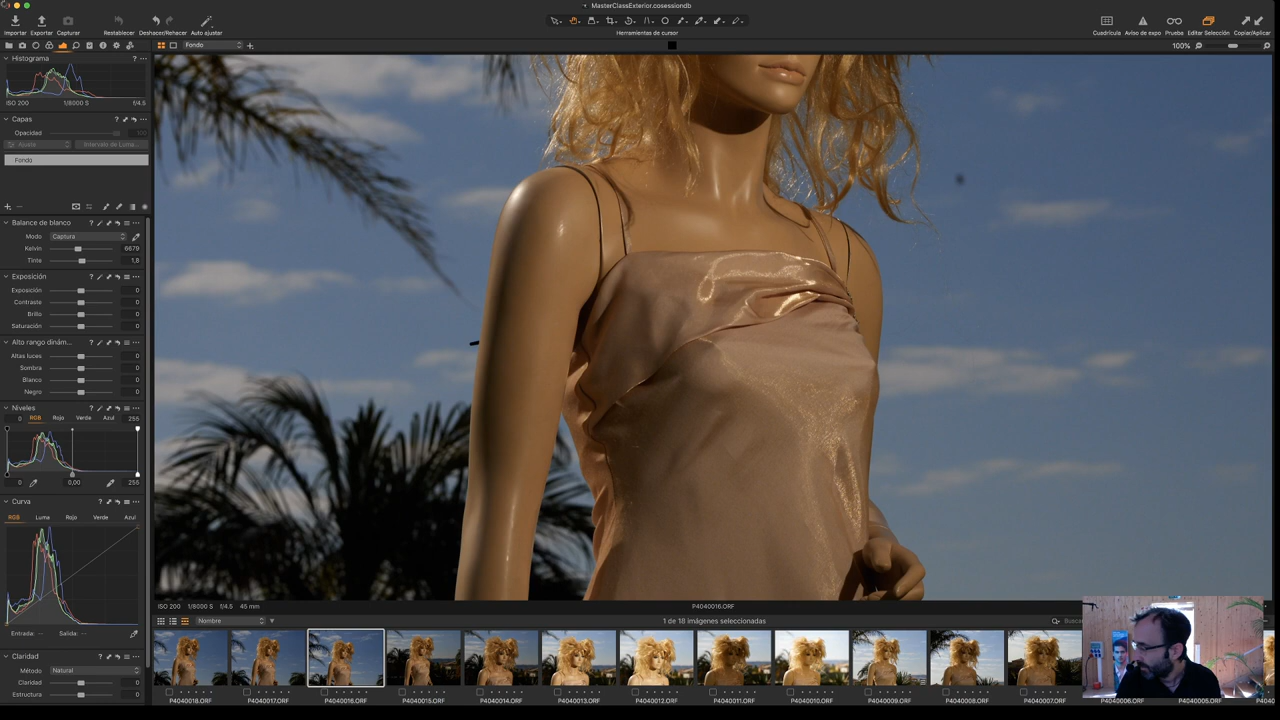 MasterClassExterior.cosessiondb
Importar Exportar Capturar Restablecer Deshacer/Rehacer Auto ajustar Herramientas de cursor Cuadrícula Aviso de expo Prueba Editar Selección Copiar/Aplicar
Fondo 100%
Histograma
ISO 200 1/8000 S f/4.5
Capas
Opacidad 100
Ajuste Intervalo de Luma...
Fondo
Balance de blanco
Modo Captura
Kelvin 6679
Tinte 1,8
Exposición
Exposición 0
Contraste 0
Brillo 0
Saturación 0
Alto rango dinám...
Altas luces 0
Sombra 0
Blanco 0
Negro 0
Niveles
0 RGB Rojo Verde Azul 255
0 0,00 255
Curva
RGB Luma Rojo Verde Azul
Entrada: -- Salida: --
Claridad
Método Natural
Claridad 0
Estructura 0
ISO 200 1/8000 S f/4.5 45 mm P4040016.ORF
Nombre 1 de 18 imágenes seleccionadas
P4040018.ORF P4040017.ORF P4040016.ORF P4040015.ORF P4040014.ORF P4040013.ORF P4040012.ORF P4040011.ORF P4040010.ORF P4040009.ORF P4040008.ORF P4040007.ORF P4040006.ORF P4040005.ORF